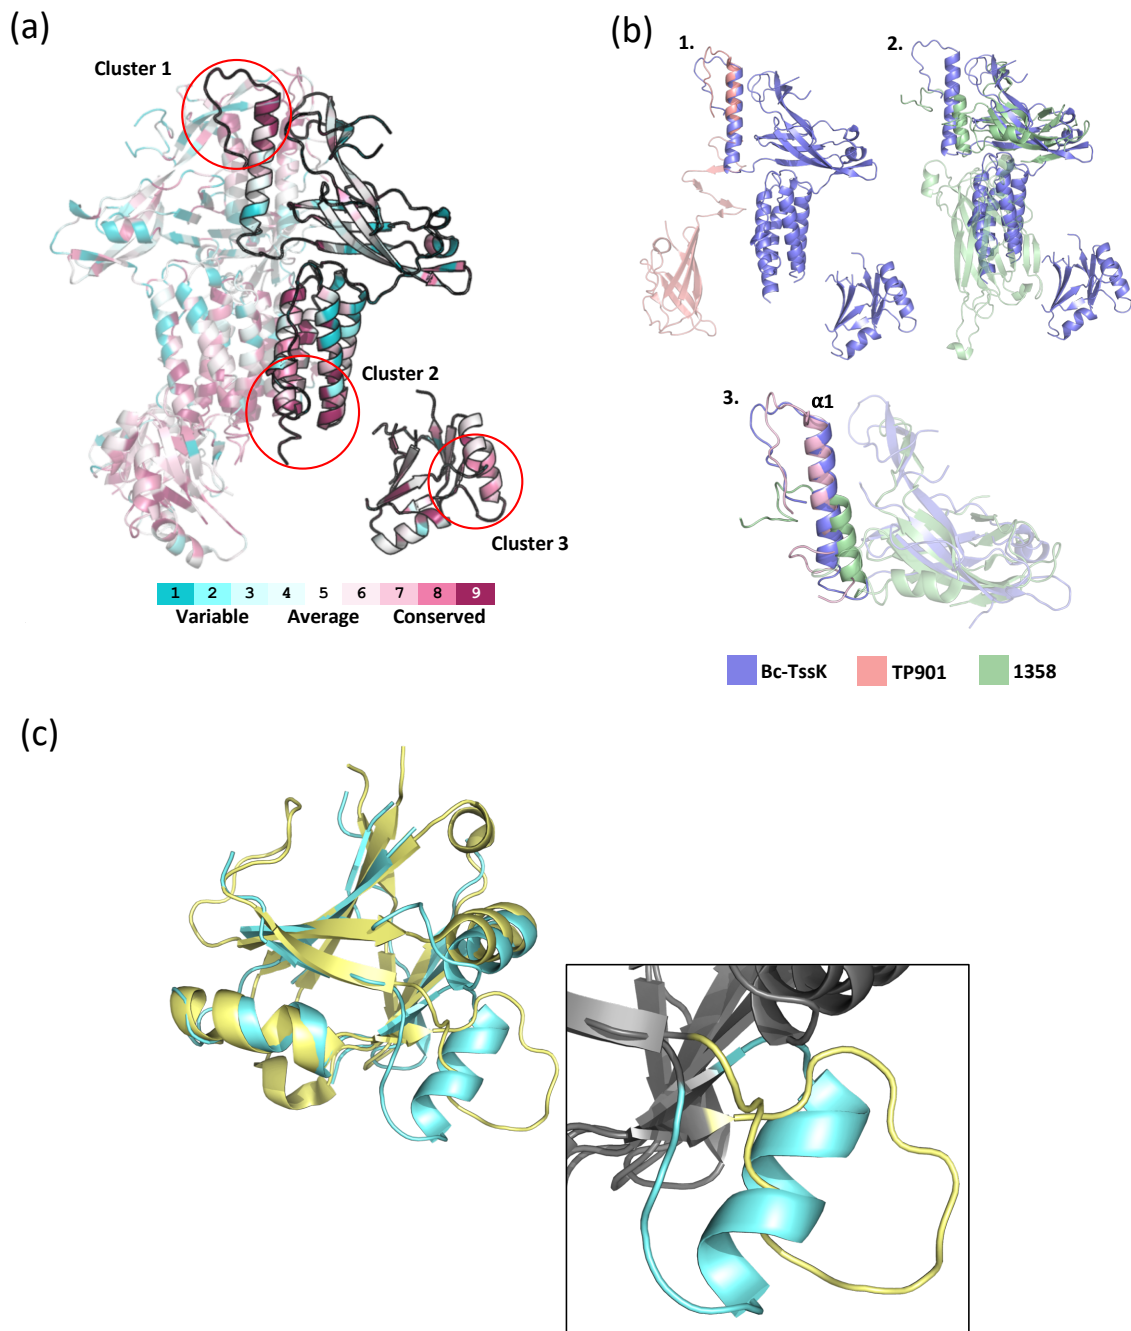 (a)
Cluster 1
Cluster 2
Cluster 3
1 2 3 4 5 6 7 8 9
Variable Average Conserved
(b)
1.
2.
3.
α1
Bc-TssK TP901 1358
(c)